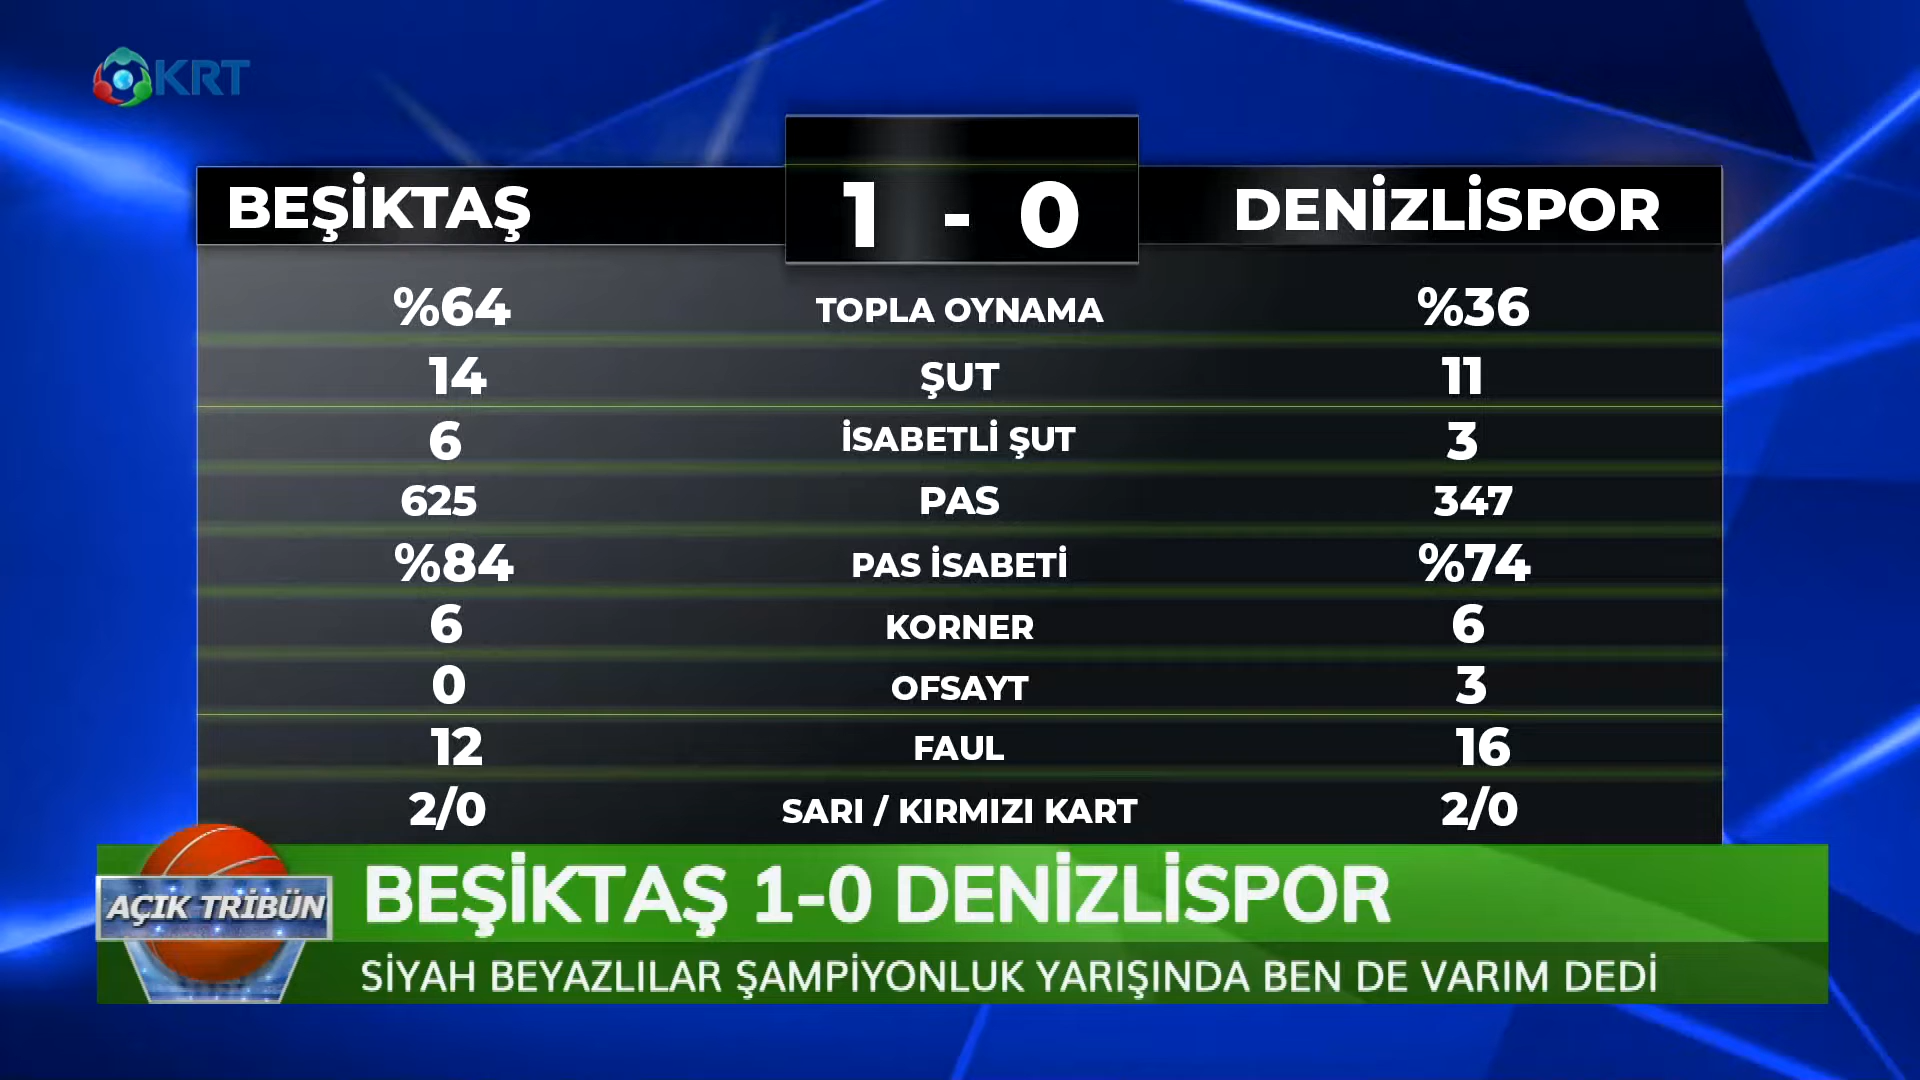 KRT
BEŞİKTAŞ 1 - 0 DENİZLİSPOR
%64 TOPLA OYNAMA %36
14 ŞUT 11
6 İSABETLİ ŞUT 3
625 PAS 347
%84 PAS İSABETİ %74
6 KORNER 6
0 OFSAYT 3
12 FAUL 16
2/0 SARI / KIRMIZI KART 2/0
AÇIK TRİBÜN
BEŞİKTAŞ 1-0 DENİZLİSPOR
SİYAH BEYAZLILAR ŞAMPİYONLUK YARIŞINDA BEN DE VARIM DEDİ